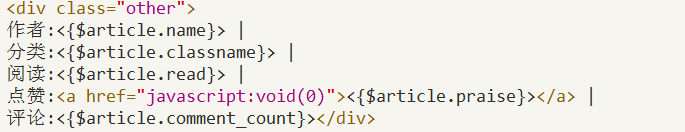 <div class="other">
作者:<{$article.name}> |
分类:<{$article.classname}> |
阅读:<{$article.read}> |
点赞:<a href="javascript:void(0)"><{$article.praise}></a> |
评论:<{$article.comment_count}></div>